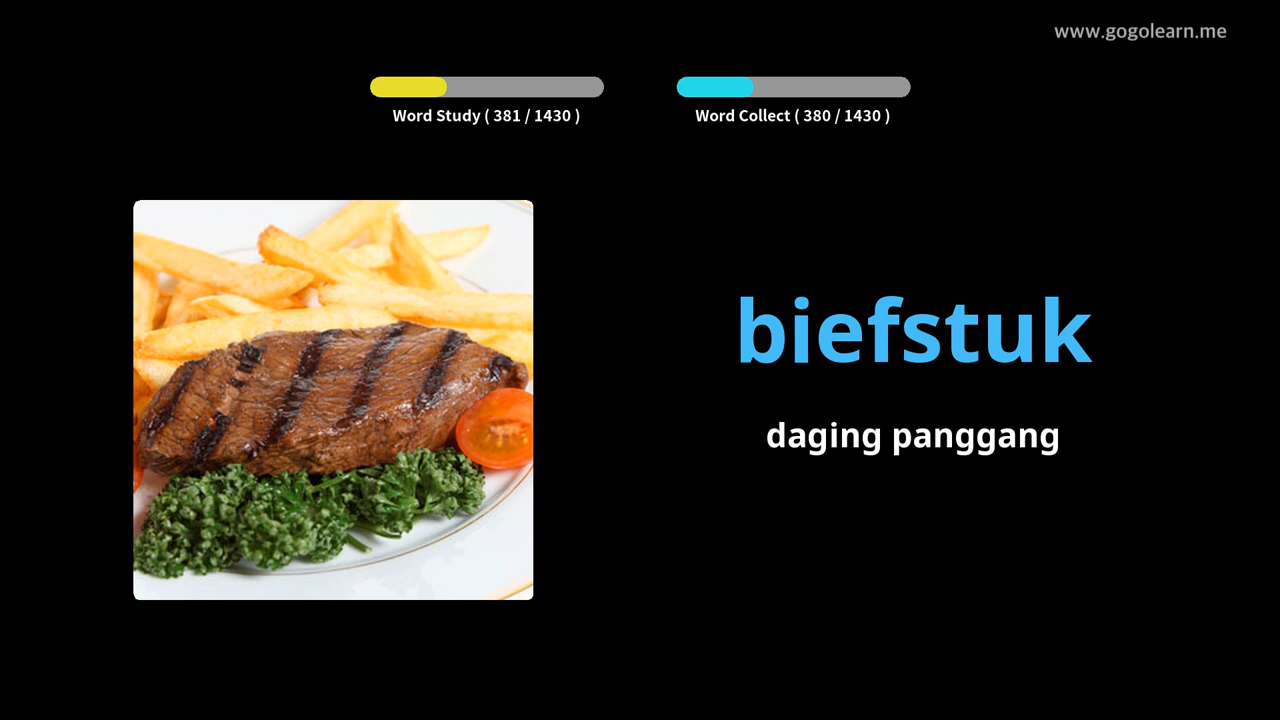 www.gogolearn.me
Word Study ( 381 / 1430 )
Word Collect ( 380 / 1430 )
biefstuk
daging panggang